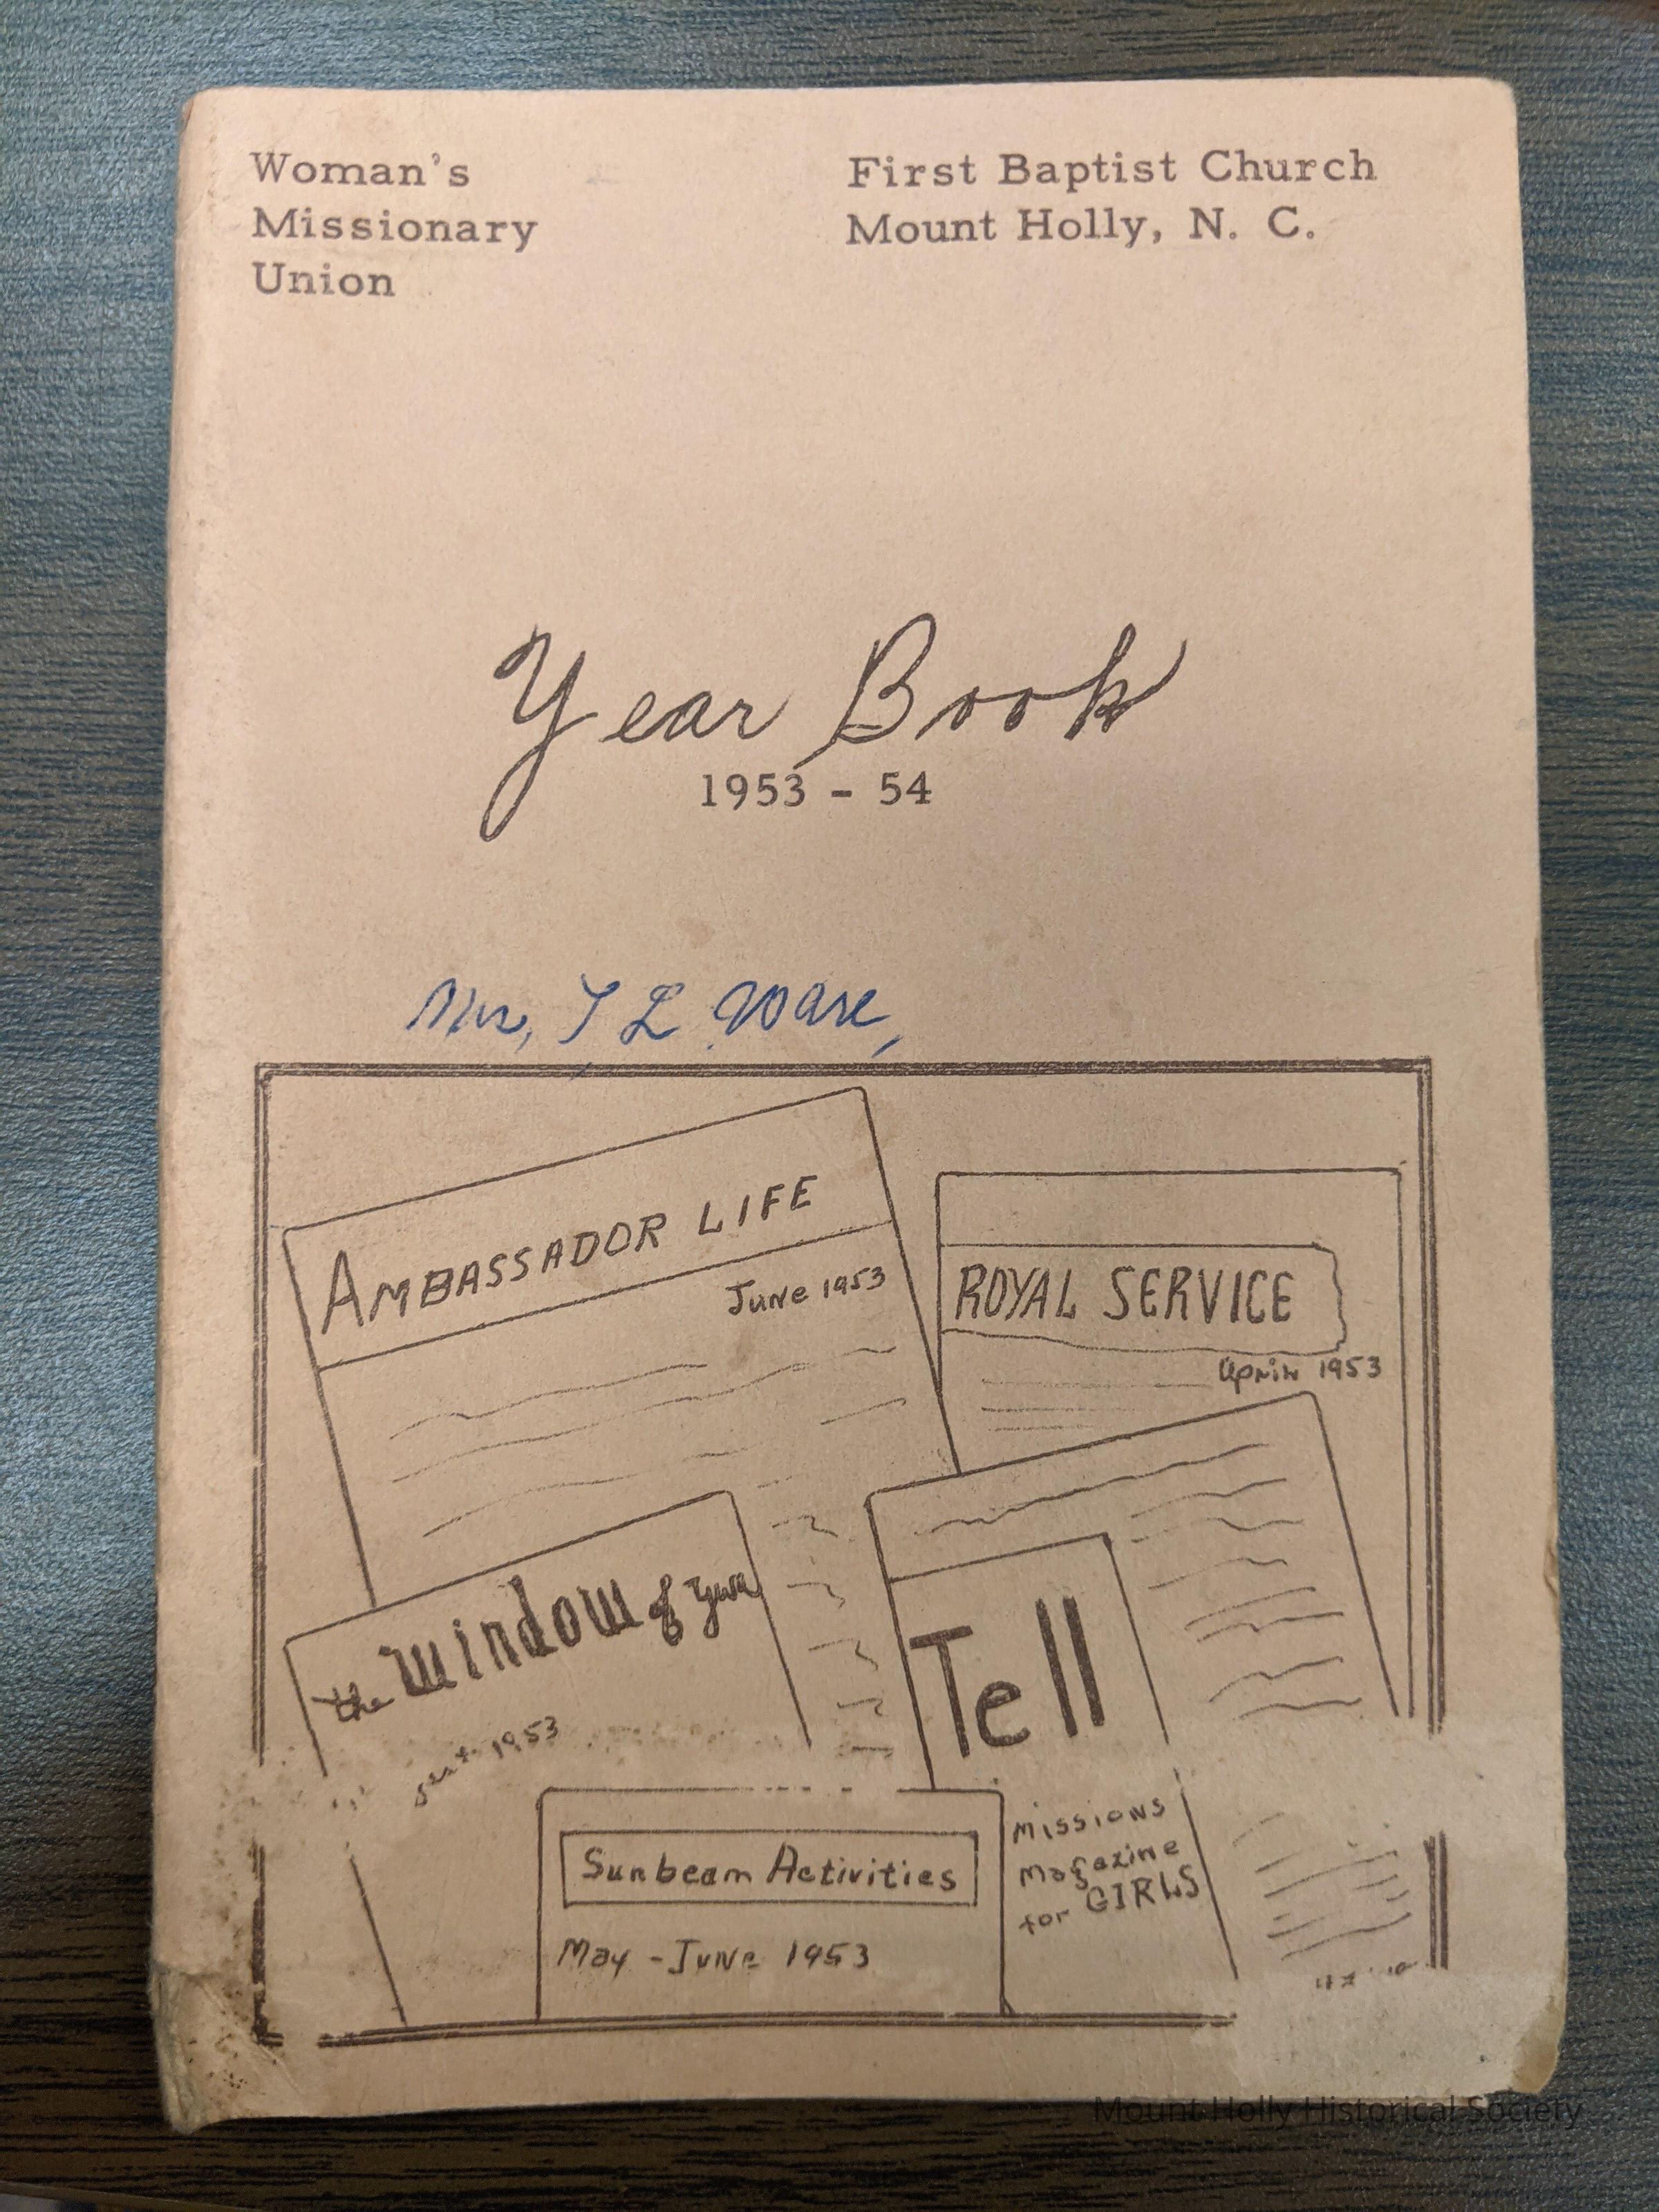 Woman's
Missionary
Union
First Baptist Church
Mount Holly, N. C.
Year Book
1953 - 54
Mrs, T L Ware,
AMBASSADOR LIFE
June 1953
ROYAL SERVICE
April 1953
the Window of YWA
1953
Tell
Missions
Magazine
for GIRLS
Sunbeam Activities
May - June 1953
Mount Holly Historical Society